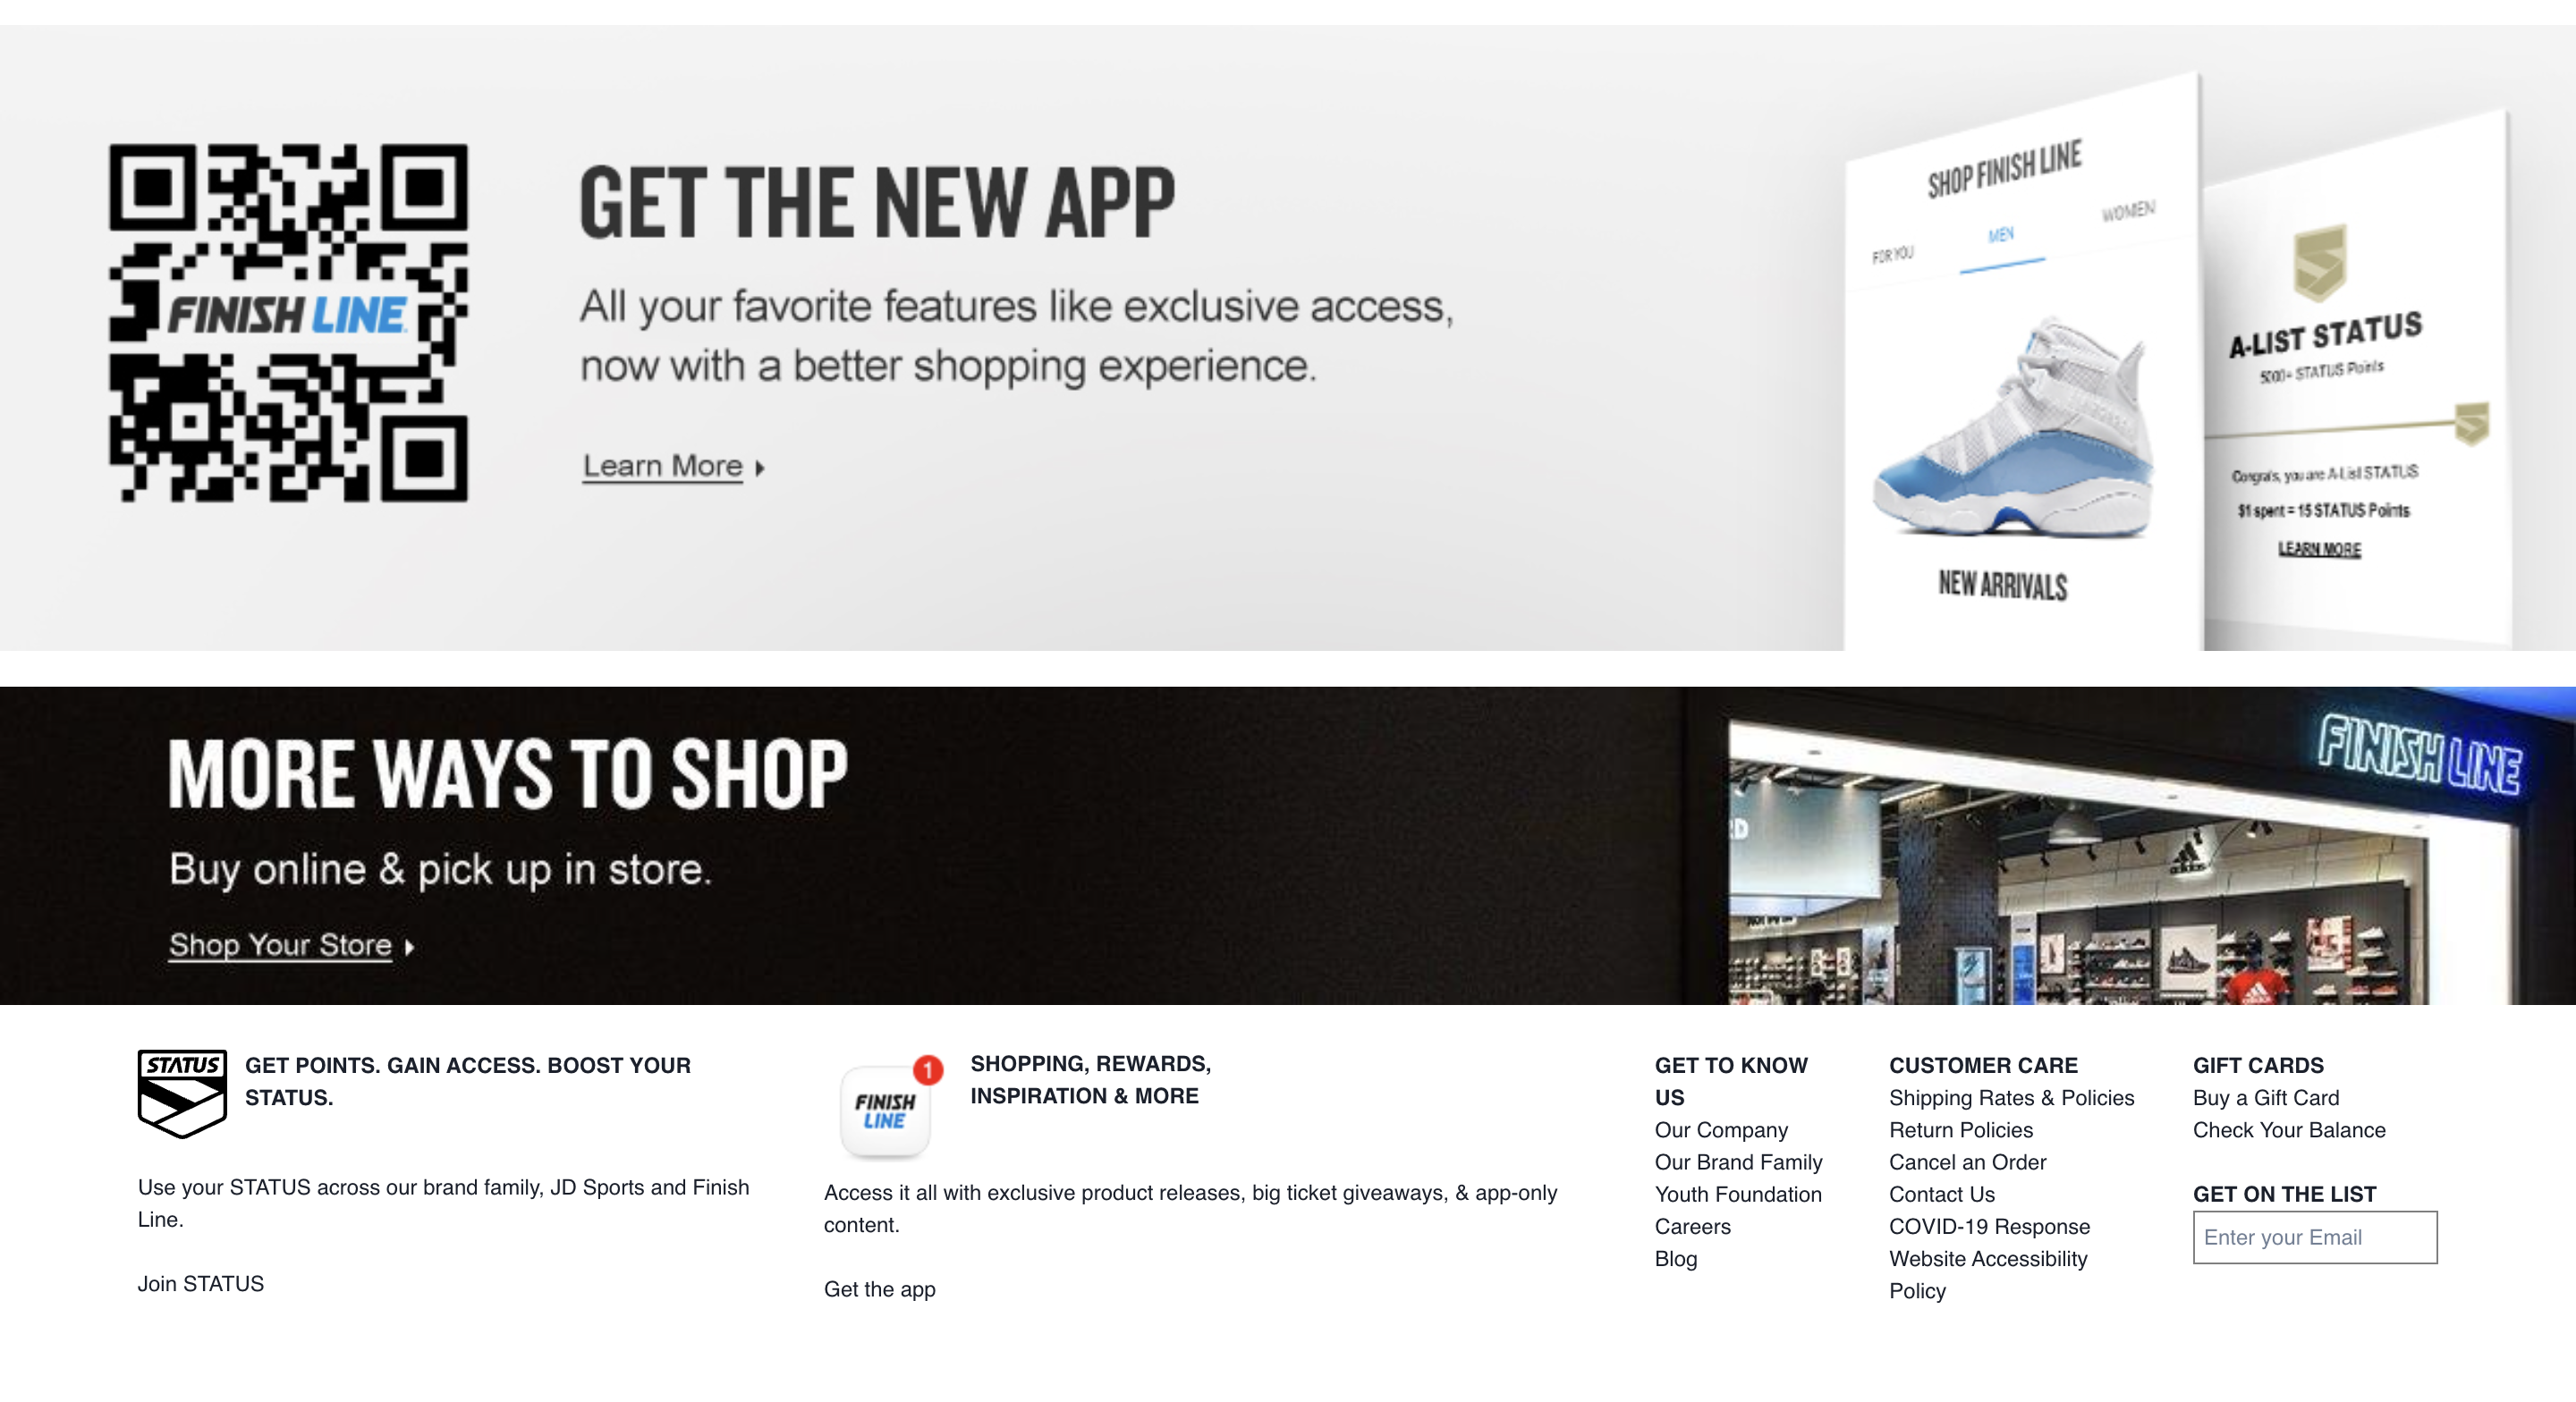 GET THE NEW APP
All your favorite features like exclusive access,
now with a better shopping experience.
Learn More
FINISH LINE
SHOP FINISH LINE
FOR YOU
MEN
WOMEN
NEW ARRIVALS
A-LIST STATUS
5000+ STATUS Points
Congrats, you are A-List STATUS
$1 spent = 15 STATUS Points
LEARN MORE
MORE WAYS TO SHOP
Buy online & pick up in store.
Shop Your Store
FINISH LINE
STATUS
GET POINTS. GAIN ACCESS. BOOST YOUR
STATUS.
Use your STATUS across our brand family, JD Sports and Finish
Line.
Join STATUS
1
FINISH
LINE
SHOPPING, REWARDS,
INSPIRATION & MORE
Access it all with exclusive product releases, big ticket giveaways, & app-only
content.
Get the app
GET TO KNOW
US
Our Company
Our Brand Family
Youth Foundation
Careers
Blog
CUSTOMER CARE
Shipping Rates & Policies
Return Policies
Cancel an Order
Contact Us
COVID-19 Response
Website Accessibility
Policy
GIFT CARDS
Buy a Gift Card
Check Your Balance
GET ON THE LIST
Enter your Email